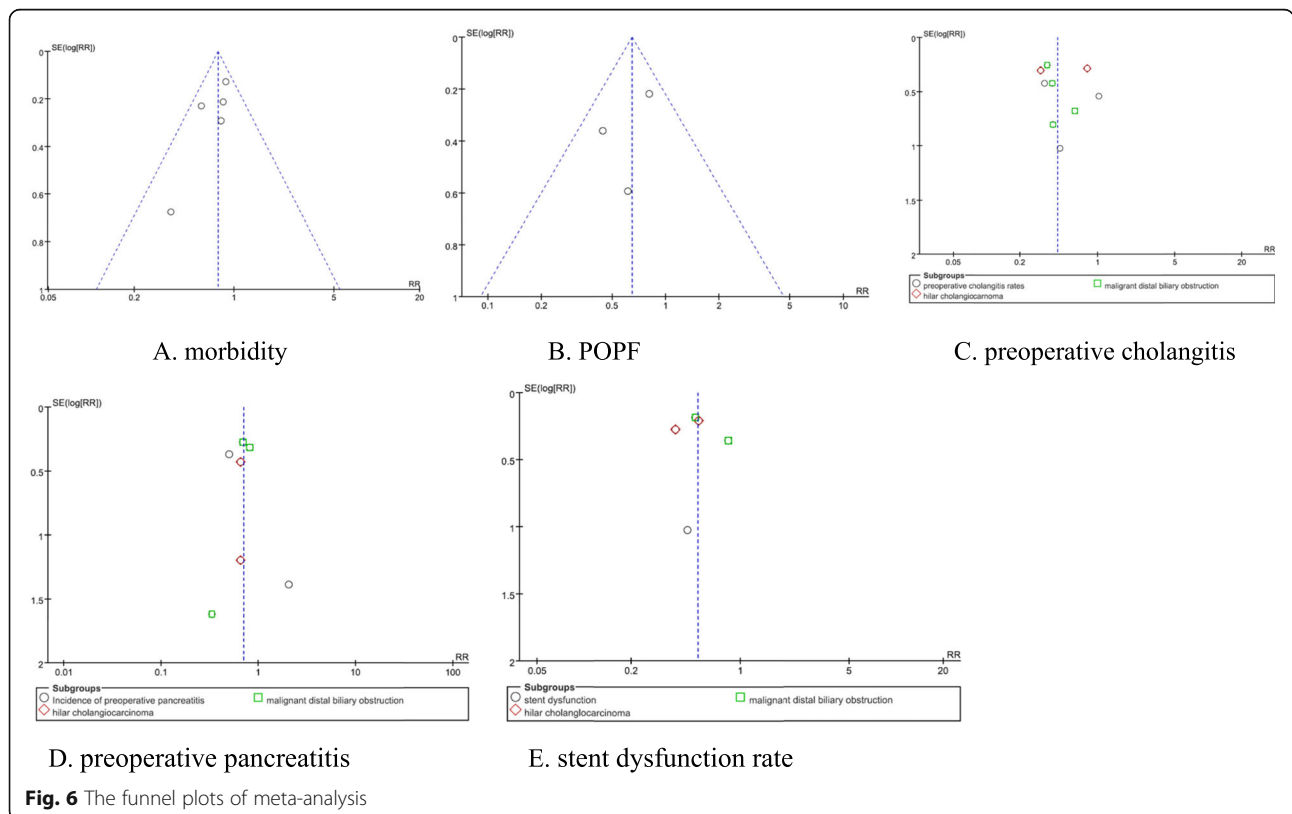 SE(log[RR])
0
0.2
0.4
0.6
0.8
1
0.05
0.2
1
5
20
RR
A. morbidity
SE(log[RR])
0
0.2
0.4
0.6
0.8
1
0.1
0.2
0.5
1
2
5
10
RR
B. POPF
SE(log[RR])
0
0.5
1
1.5
2
0.05
0.2
1
5
20
RR
Subgroups
preoperative cholangitis rates
malignant distal biliary obstruction
hilar cholangiocarnoma
C. preoperative cholangitis
SE(log[RR])
0
0.5
1
1.5
2
0.01
0.1
1
10
100
RR
Subgroups
Incidence of preoperative pancreatitis
malignant distal biliary obstruction
hilar cholangiocarcinoma
D. preoperative pancreatitis
SE(log[RR])
0
0.5
1
1.5
2
0.05
0.2
1
5
20
RR
Subgroups
stent dysfunction
malignant distal biliary obstruction
hilar cholanglocarcinoma
E. stent dysfunction rate
Fig. 6 The funnel plots of meta-analysis